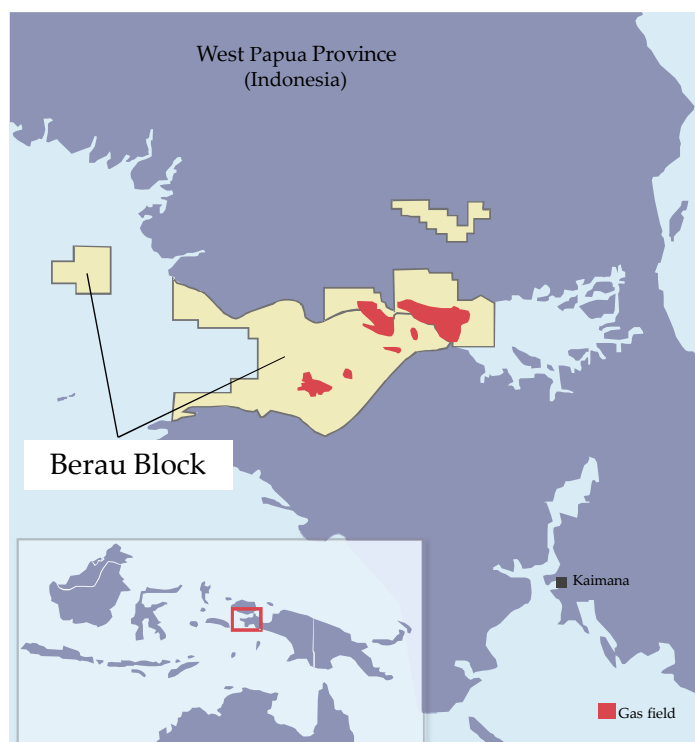 West Papua Province
(Indonesia)
Berau Block
Kaimana
Gas field